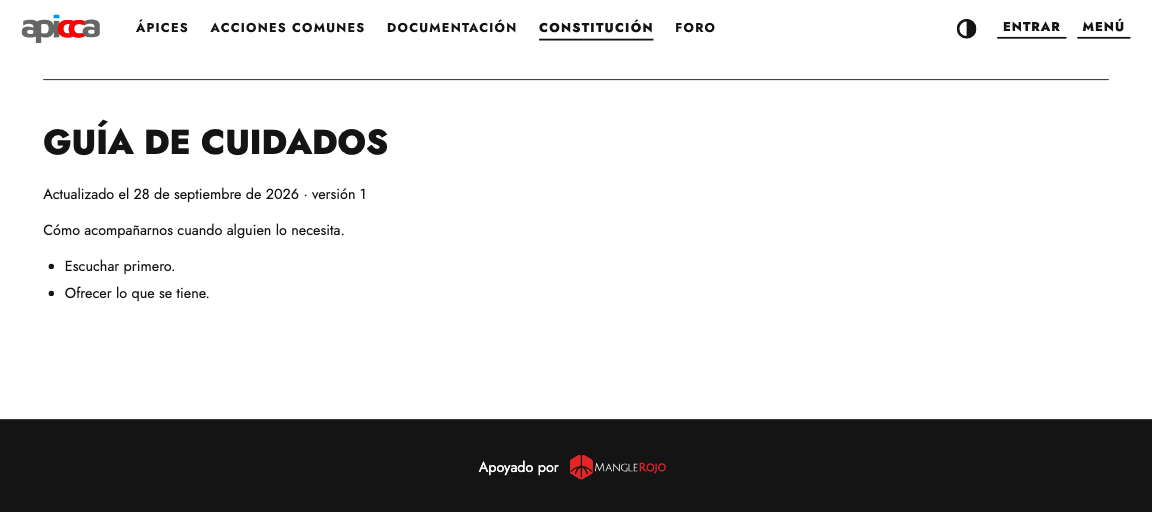 apicca
ÁPICES
ACCIONES COMUNES
DOCUMENTACIÓN
CONSTITUCIÓN
FORO
ENTRAR
MENÚ
GUÍA DE CUIDADOS
Actualizado el 28 de septiembre de 2026 · versión 1
Cómo acompañarnos cuando alguien lo necesita.
• Escuchar primero.
• Ofrecer lo que se tiene.
Apoyado por
MANGLEROJO